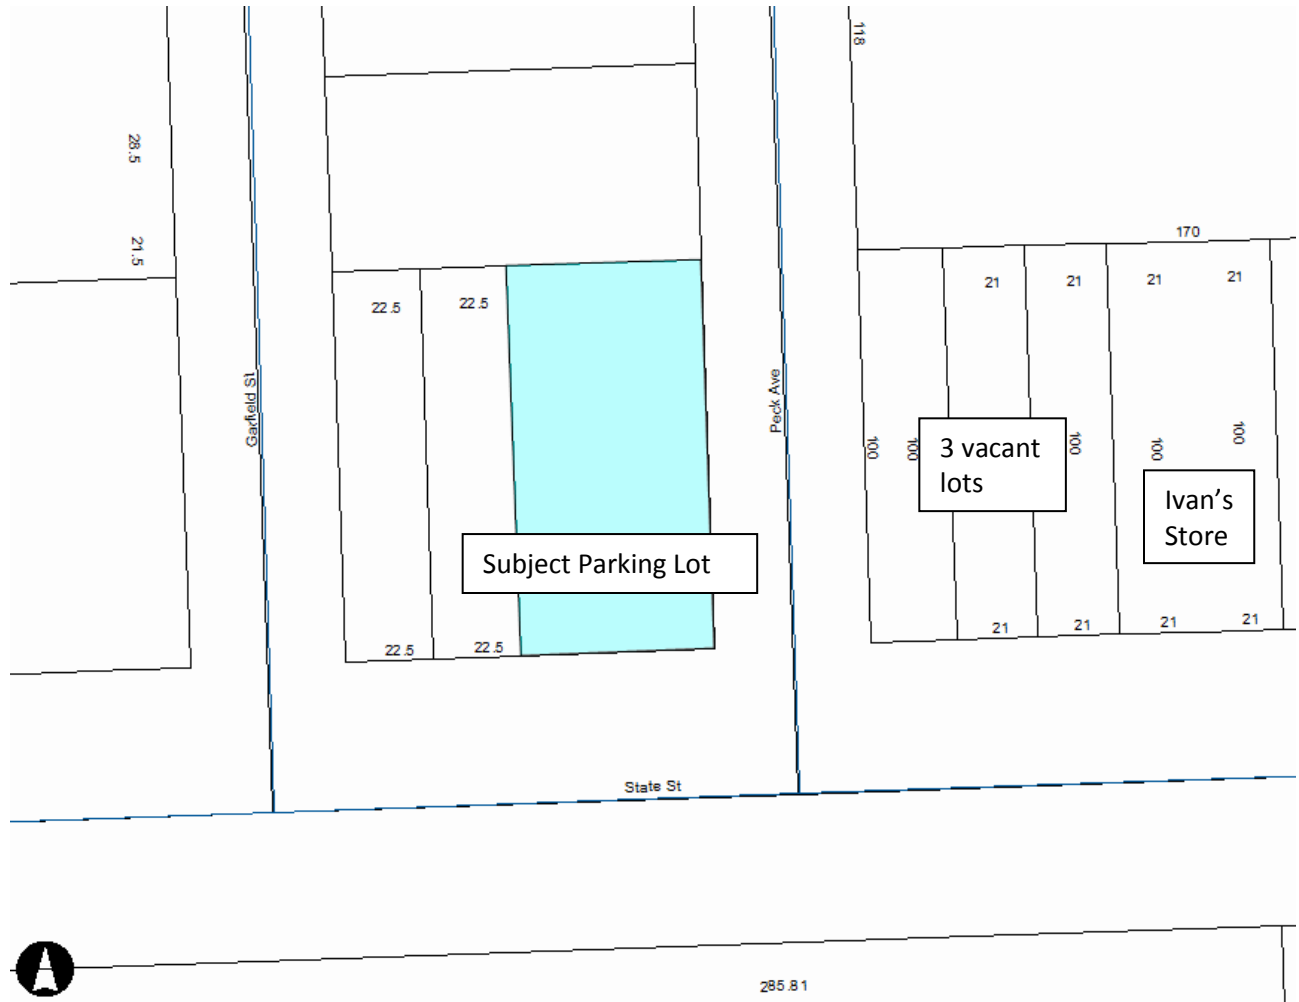 118
28.5
21.5
170
22.5
22.5
21
21
21
21
Garfield St
Peck Ave
100
100
100
100
100
3 vacant
lots
Ivan’s
Store
Subject Parking Lot
22.5
22.5
21
21
21
21
State St
285.81